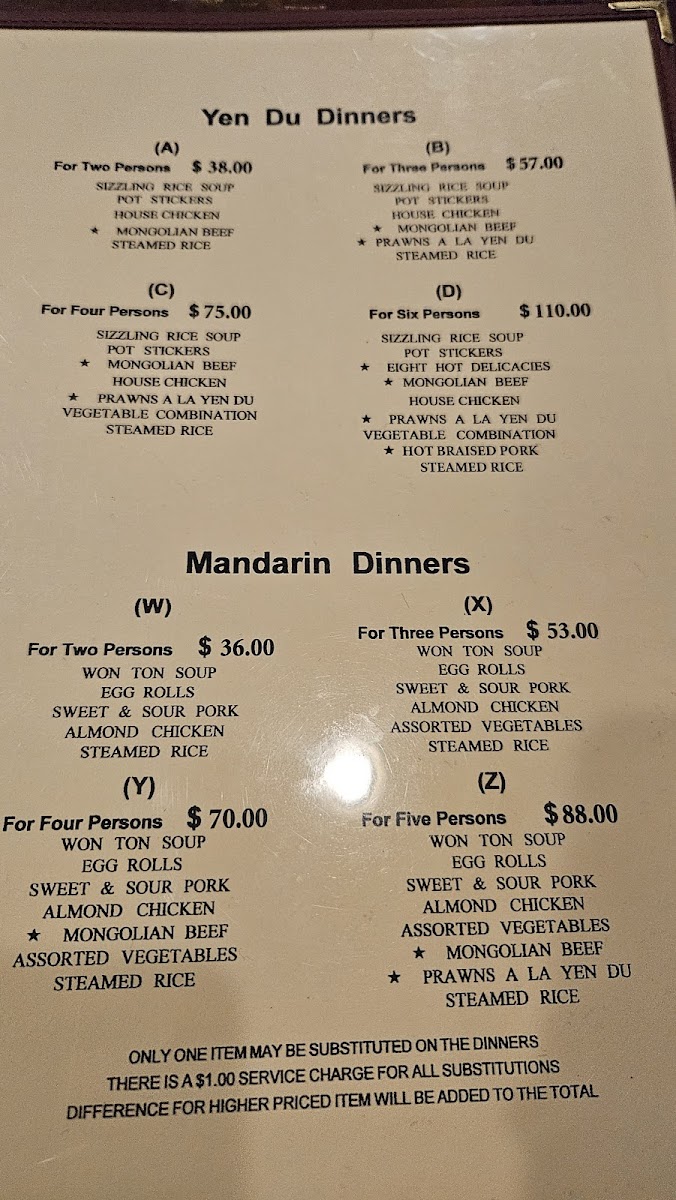 Yen Du Dinners
(A)
For Two Persons $ 38.00
SIZZLING RICE SOUP
POT STICKERS
HOUSE CHICKEN
★ MONGOLIAN BEEF
STEAMED RICE
(B)
For Three Persons $ 57.00
SIZZLING RICE SOUP
POT STICKERS
HOUSE CHICKEN
★ MONGOLIAN BEEF
★ PRAWNS A LA YEN DU
STEAMED RICE
(C)
For Four Persons $ 75.00
SIZZLING RICE SOUP
POT STICKERS
★ MONGOLIAN BEEF
HOUSE CHICKEN
★ PRAWNS A LA YEN DU
VEGETABLE COMBINATION
STEAMED RICE
(D)
For Six Persons $ 110.00
SIZZLING RICE SOUP
POT STICKERS
★ EIGHT HOT DELICACIES
★ MONGOLIAN BEEF
HOUSE CHICKEN
★ PRAWNS A LA YEN DU
VEGETABLE COMBINATION
★ HOT BRAISED PORK
STEAMED RICE
Mandarin Dinners
(W)
For Two Persons $ 36.00
WON TON SOUP
EGG ROLLS
SWEET & SOUR PORK
ALMOND CHICKEN
STEAMED RICE
(X)
For Three Persons $ 53.00
WON TON SOUP
EGG ROLLS
SWEET & SOUR PORK
ALMOND CHICKEN
ASSORTED VEGETABLES
STEAMED RICE
(Y)
For Four Persons $ 70.00
WON TON SOUP
EGG ROLLS
SWEET & SOUR PORK
ALMOND CHICKEN
★ MONGOLIAN BEEF
ASSORTED VEGETABLES
STEAMED RICE
(Z)
For Five Persons $ 88.00
WON TON SOUP
EGG ROLLS
SWEET & SOUR PORK
ALMOND CHICKEN
ASSORTED VEGETABLES
★ MONGOLIAN BEEF
★ PRAWNS A LA YEN DU
STEAMED RICE
ONLY ONE ITEM MAY BE SUBSTITUTED ON THE DINNERS
THERE IS A $1.00 SERVICE CHARGE FOR ALL SUBSTITUTIONS
DIFFERENCE FOR HIGHER PRICED ITEM WILL BE ADDED TO THE TOTAL